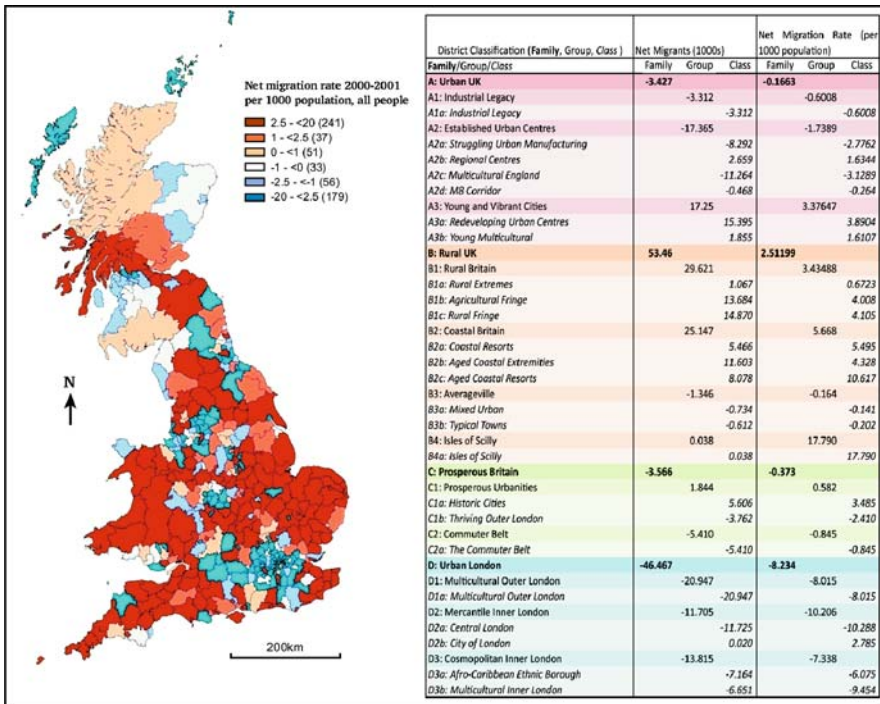 Net migration rate 2000-2001
per 1000 population, all people
2.5 - <20 (241)
1 - <2.5 (37)
0 - <1 (51)
-1 - <0 (33)
-2.5 - <-1 (56)
-20 - <2.5 (179)
N
200km
District Classification (Family, Group, Class ) Net Migrants (1000s) Net Migration Rate (per 1000 population)
Family/Group/Class Family Group Class Family Group Class
A: Urban UK -3.427 -0.1663
A1: Industrial Legacy -3.312 -0.6008
A1a: Industrial Legacy -3.312 -0.6008
A2: Established Urban Centres -17.365 -1.7389
A2a: Struggling Urban Manufacturing -8.292 -2.7762
A2b: Regional Centres 2.659 1.6344
A2c: Multicultural England -11.264 -3.1289
A2d: M8 Corridor -0.468 -0.264
A3: Young and Vibrant Cities 17.25 3.37647
A3a: Redeveloping Urban Centres 15.395 3.8904
A3b: Young Multicultural 1.855 1.6107
B: Rural UK 53.46 2.51199
B1: Rural Britain 29.621 3.43488
B1a: Rural Extremes 1.067 0.6723
B1b: Agricultural Fringe 13.684 4.008
B1c: Rural Fringe 14.870 4.105
B2: Coastal Britain 25.147 5.668
B2a: Coastal Resorts 5.466 5.495
B2b: Aged Coastal Extremities 11.603 4.328
B2c: Aged Coastal Resorts 8.078 10.617
B3: Averageville -1.346 -0.164
B3a: Mixed Urban -0.734 -0.141
B3b: Typical Towns -0.612 -0.202
B4: Isles of Scilly 0.038 17.790
B4a: Isles of Scilly 0.038 17.790
C: Prosperous Britain -3.566 -0.373
C1: Prosperous Urbanities 1.844 0.582
C1a: Historic Cities 5.606 3.485
C1b: Thriving Outer London -3.762 -2.410
C2: Commuter Belt -5.410 -0.845
C2a: The Commuter Belt -5.410 -0.845
D: Urban London -46.467 -8.234
D1: Multicultural Outer London -20.947 -8.015
D1a: Multicultural Outer London -20.947 -8.015
D2: Mercantile Inner London -11.705 -10.206
D2a: Central London -11.725 -10.288
D2b: City of London 0.020 2.785
D3: Cosmopolitan Inner London -13.815 -7.338
D3a: Afro-Caribbean Ethnic Borough -7.164 -6.075
D3b: Multicultural Inner London -6.651 -9.454